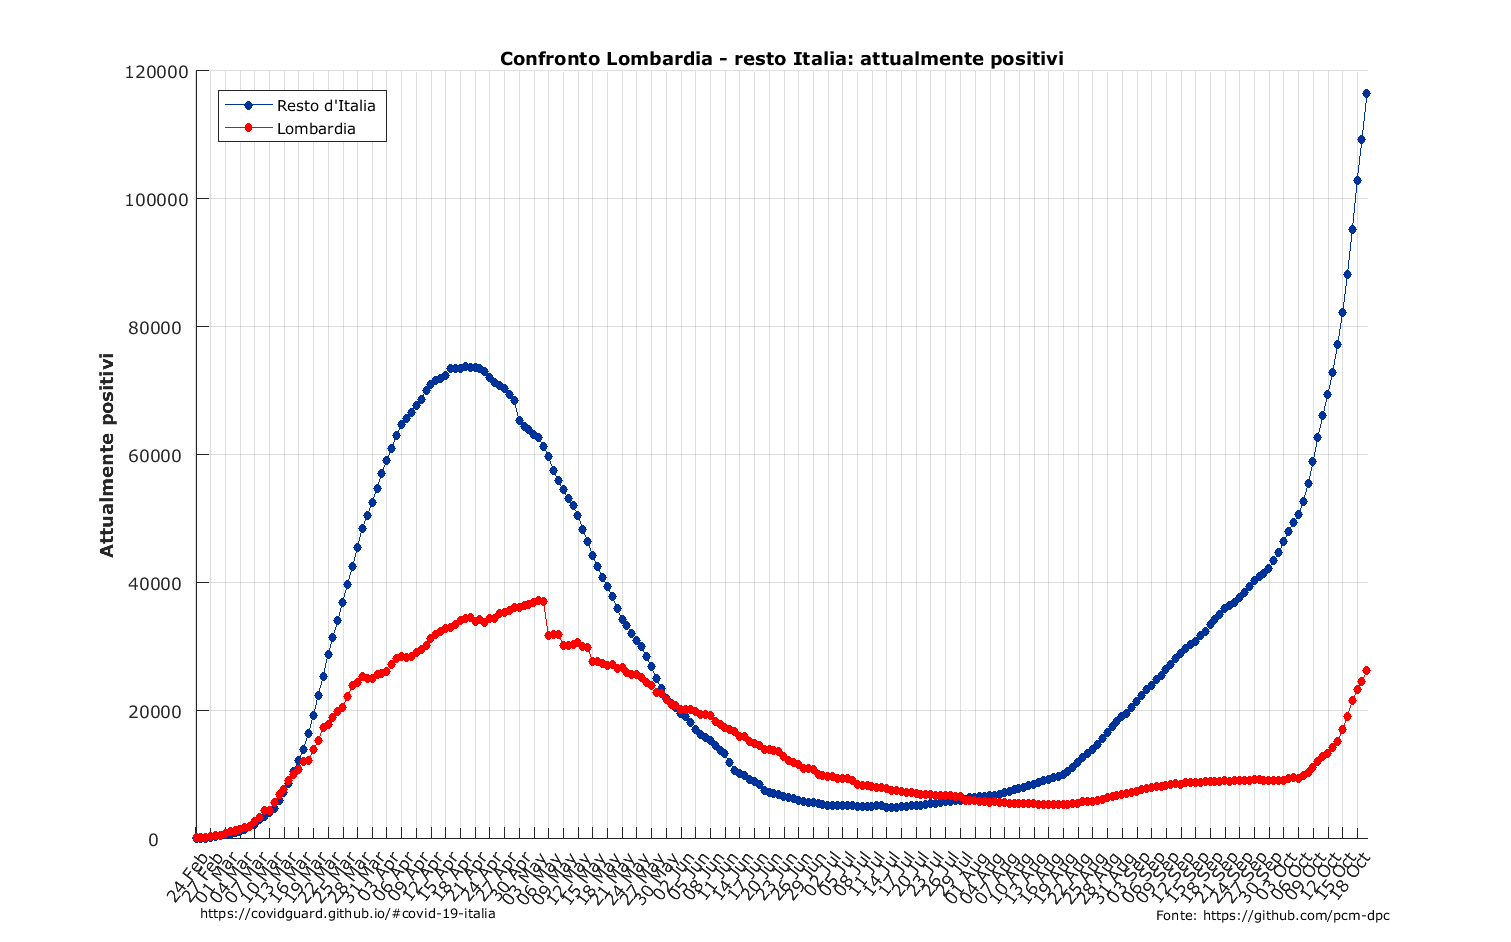 Confronto Lombardia - resto Italia: attualmente positivi
Resto d'Italia
Lombardia
Attualmente positivi
120000
100000
80000
60000
40000
20000
0
24 Feb
27 Feb
01 Mar
04 Mar
07 Mar
10 Mar
13 Mar
16 Mar
19 Mar
22 Mar
25 Mar
28 Mar
31 Mar
03 Apr
06 Apr
09 Apr
12 Apr
15 Apr
18 Apr
21 Apr
24 Apr
27 Apr
30 Apr
03 May
06 May
09 May
12 May
15 May
18 May
21 May
24 May
27 May
30 May
02 Jun
05 Jun
08 Jun
11 Jun
14 Jun
17 Jun
20 Jun
23 Jun
26 Jun
29 Jun
02 Jul
05 Jul
08 Jul
11 Jul
14 Jul
17 Jul
20 Jul
23 Jul
26 Jul
29 Jul
01 Aug
04 Aug
07 Aug
10 Aug
13 Aug
16 Aug
19 Aug
22 Aug
25 Aug
28 Aug
31 Aug
03 Sep
06 Sep
09 Sep
12 Sep
15 Sep
18 Sep
21 Sep
24 Sep
27 Sep
30 Sep
03 Oct
06 Oct
09 Oct
12 Oct
15 Oct
18 Oct
https://covidguard.github.io/#covid-19-italia
Fonte: https://github.com/pcm-dpc